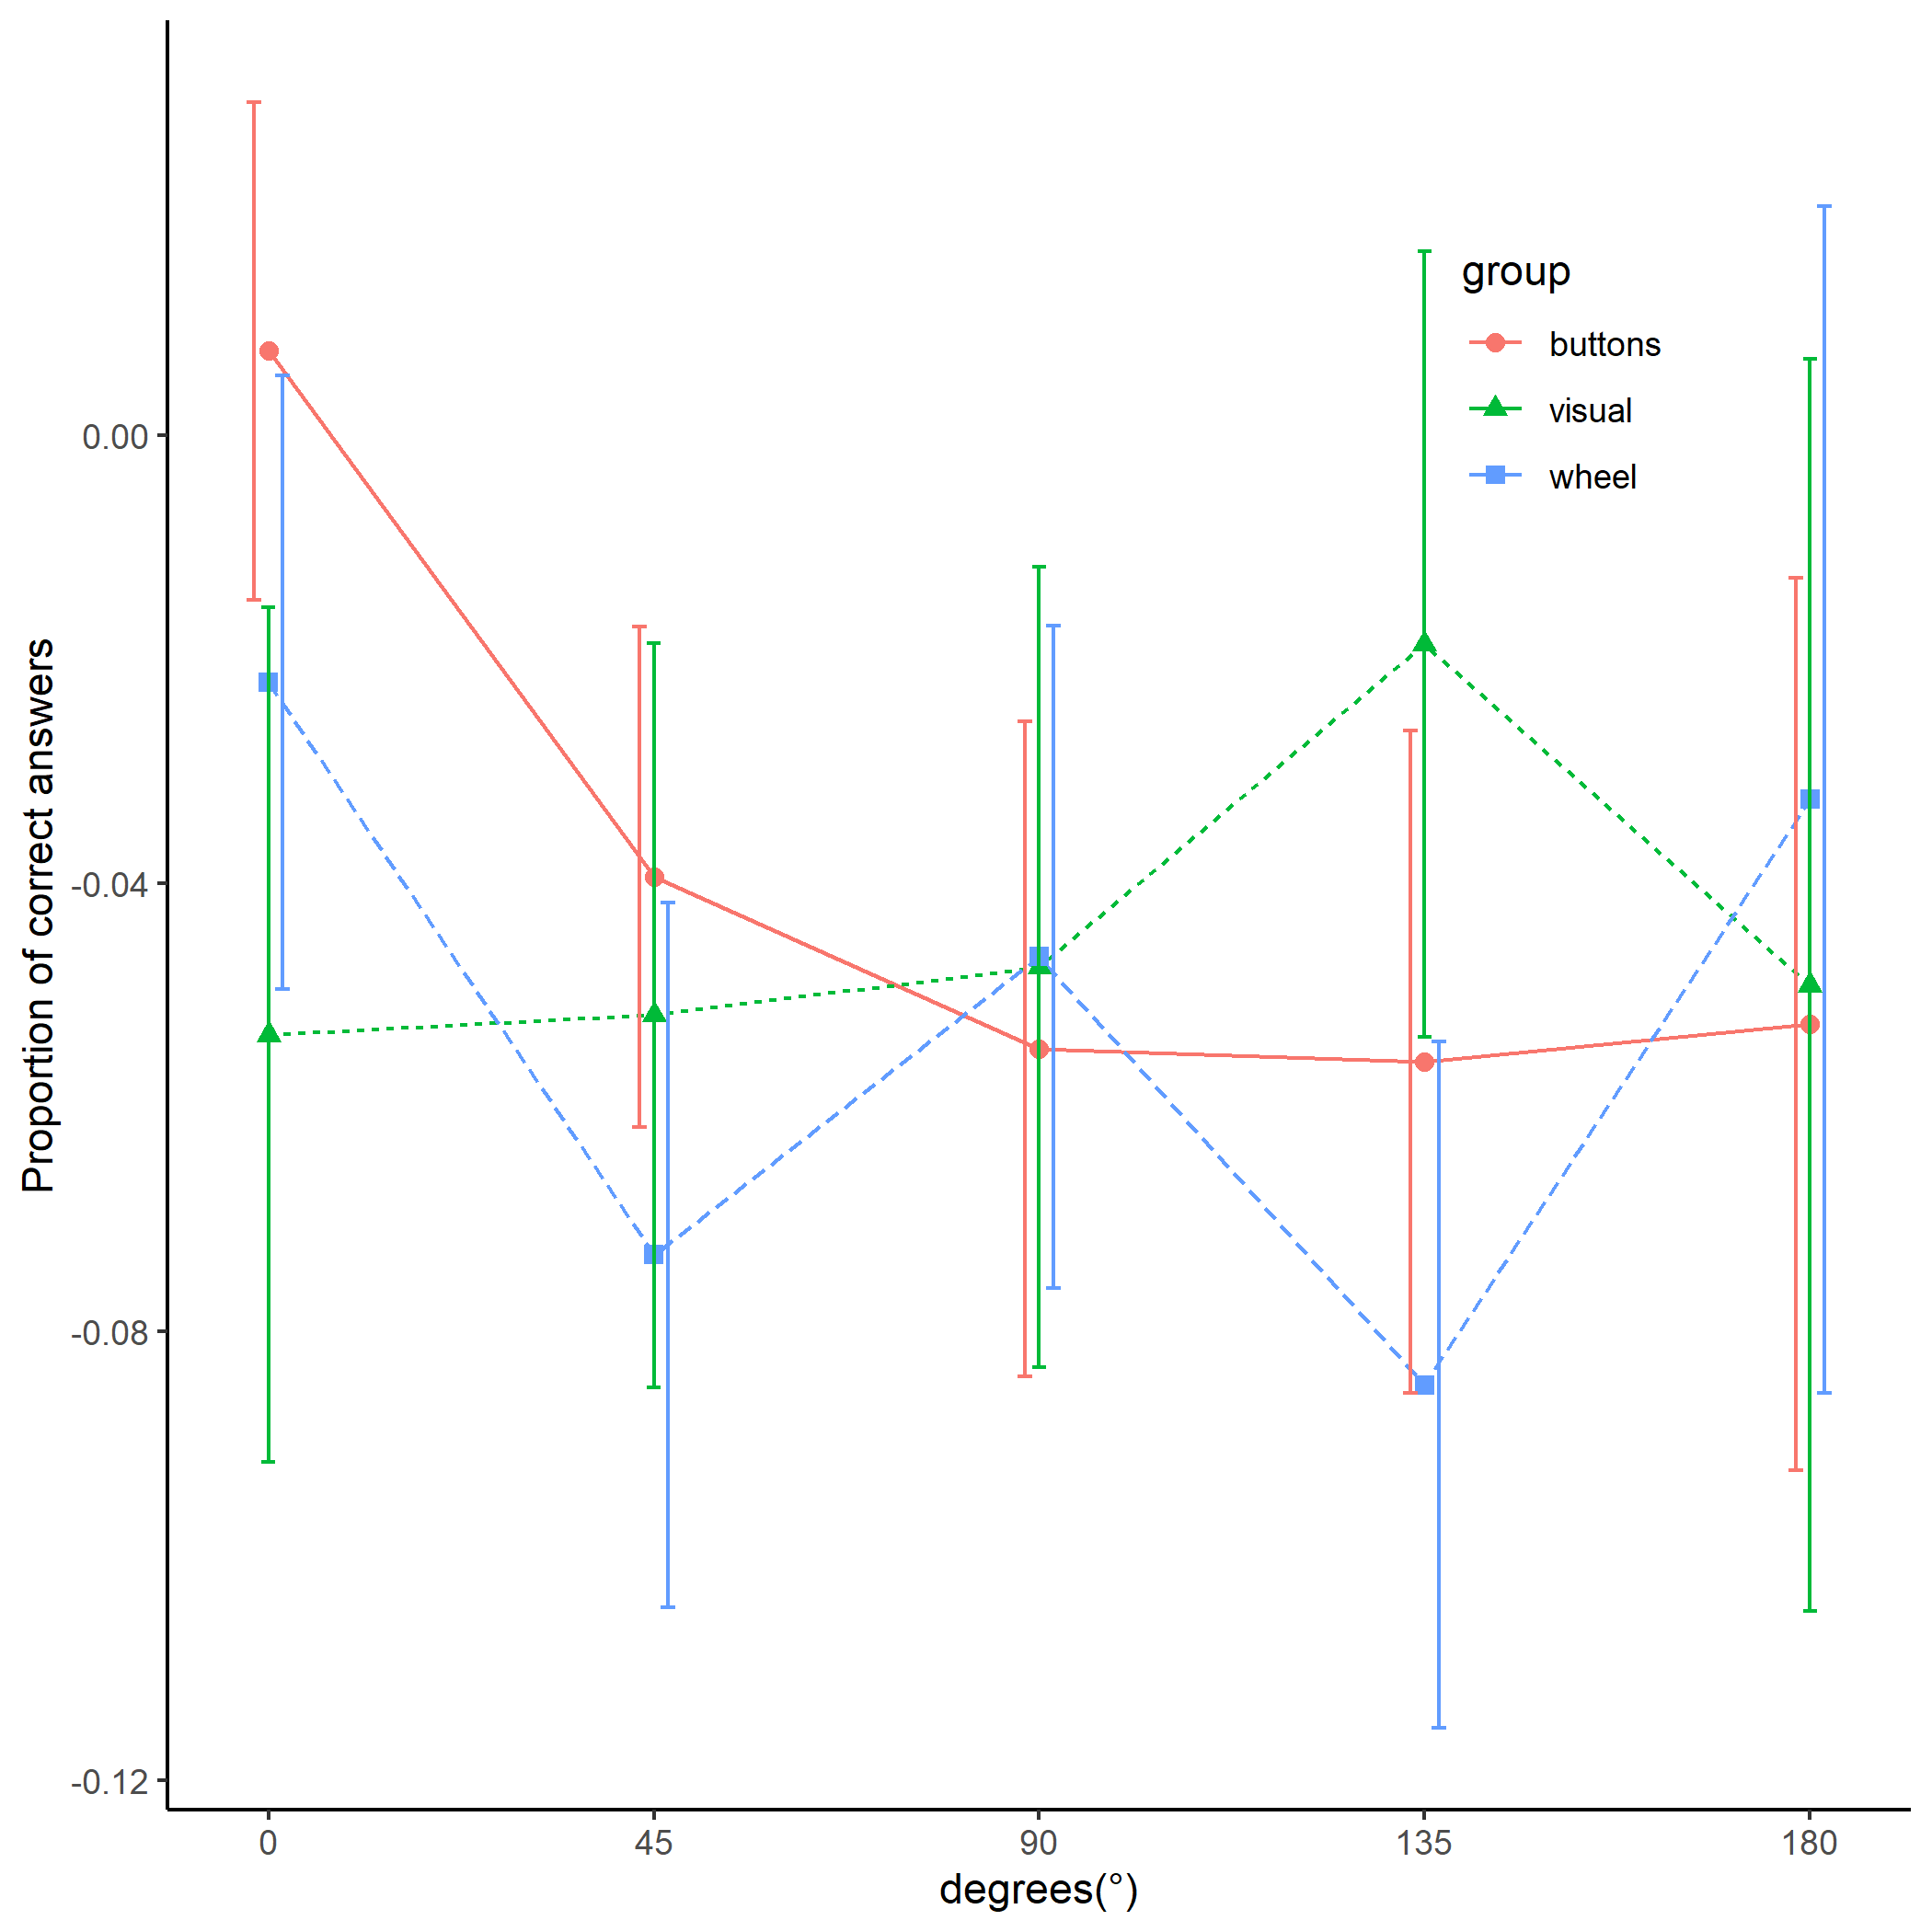 group
buttons
visual
wheel
0.00
-0.04
-0.08
-0.12
Proportion of correct answers
0 45 90 135 180
degrees(°)